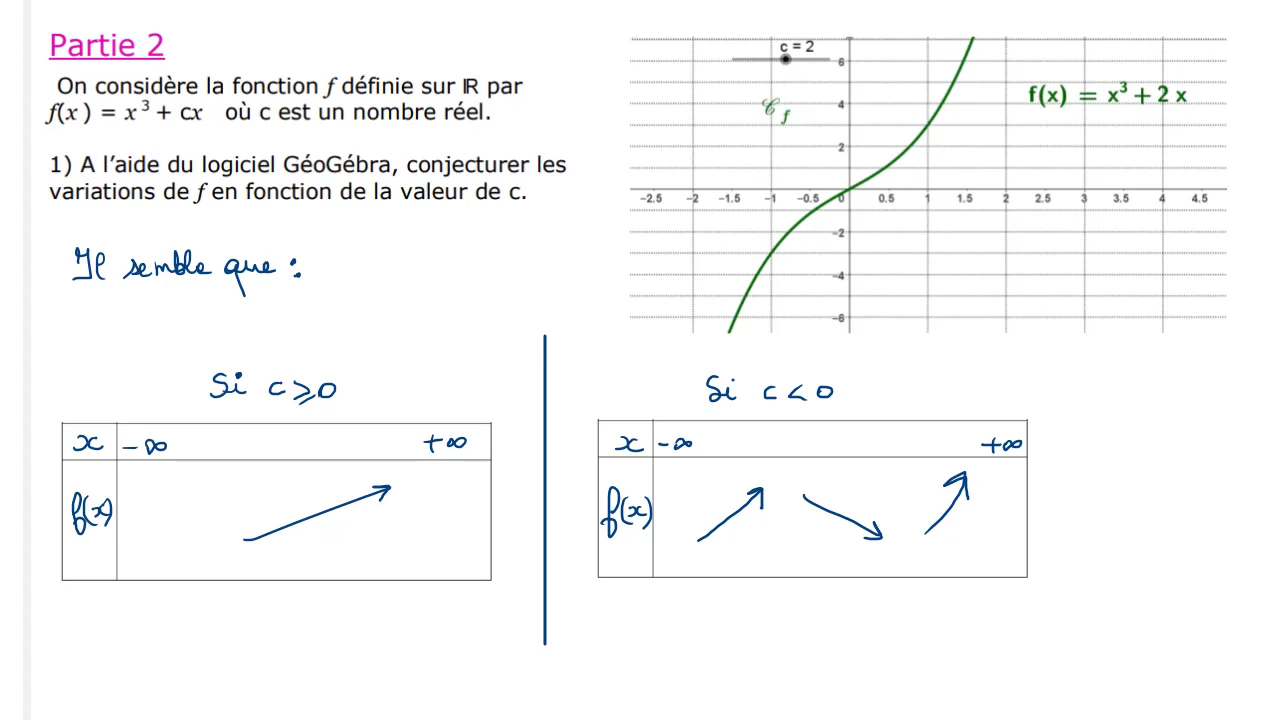 Partie 2
On considère la fonction f définie sur ℝ par
f(x) = x³ + cx où c est un nombre réel.
1) A l’aide du logiciel GéoGébra, conjecturer les
variations de f en fonction de la valeur de c.
c = 2
𝒞f
f(x) = x³ + 2 x
6
4
2
−2.5 −2 −1.5 −1 −0.5 0 0.5 1 1.5 2 2.5 3 3.5 4 4.5
−2
−4
−6
Il semble que :
Si c ⩾ 0
x −∞ +∞
f(x)
Si c < 0
x −∞ +∞
f(x)